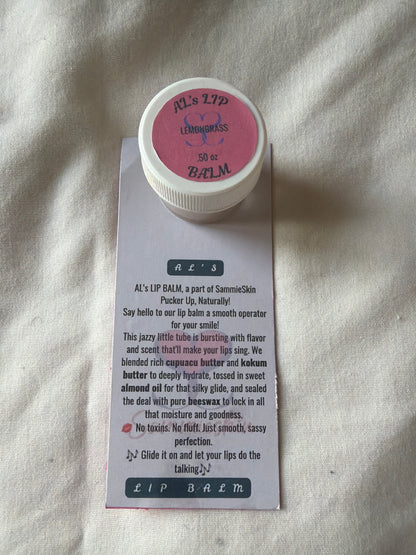 AL's LIP
LEMONGRASS
.50 oz
BALM
AL'S
AL's LIP BALM, a part of SammieSkin
Pucker Up, Naturally!
Say hello to our lip balm a smooth operator
for your smile!
This jazzy little tube is bursting with flavor
and scent that'll make your lips sing. We
blended rich cupuacu butter and kokum
butter to deeply hydrate, tossed in sweet
almond oil for that silky glide, and sealed
the deal with pure beeswax to lock in all
that moisture and goodness.
💋 No toxins. No fluff. Just smooth, sassy
perfection.
🎶 Glide it on and let your lips do the
talking🎶
LIP BALM